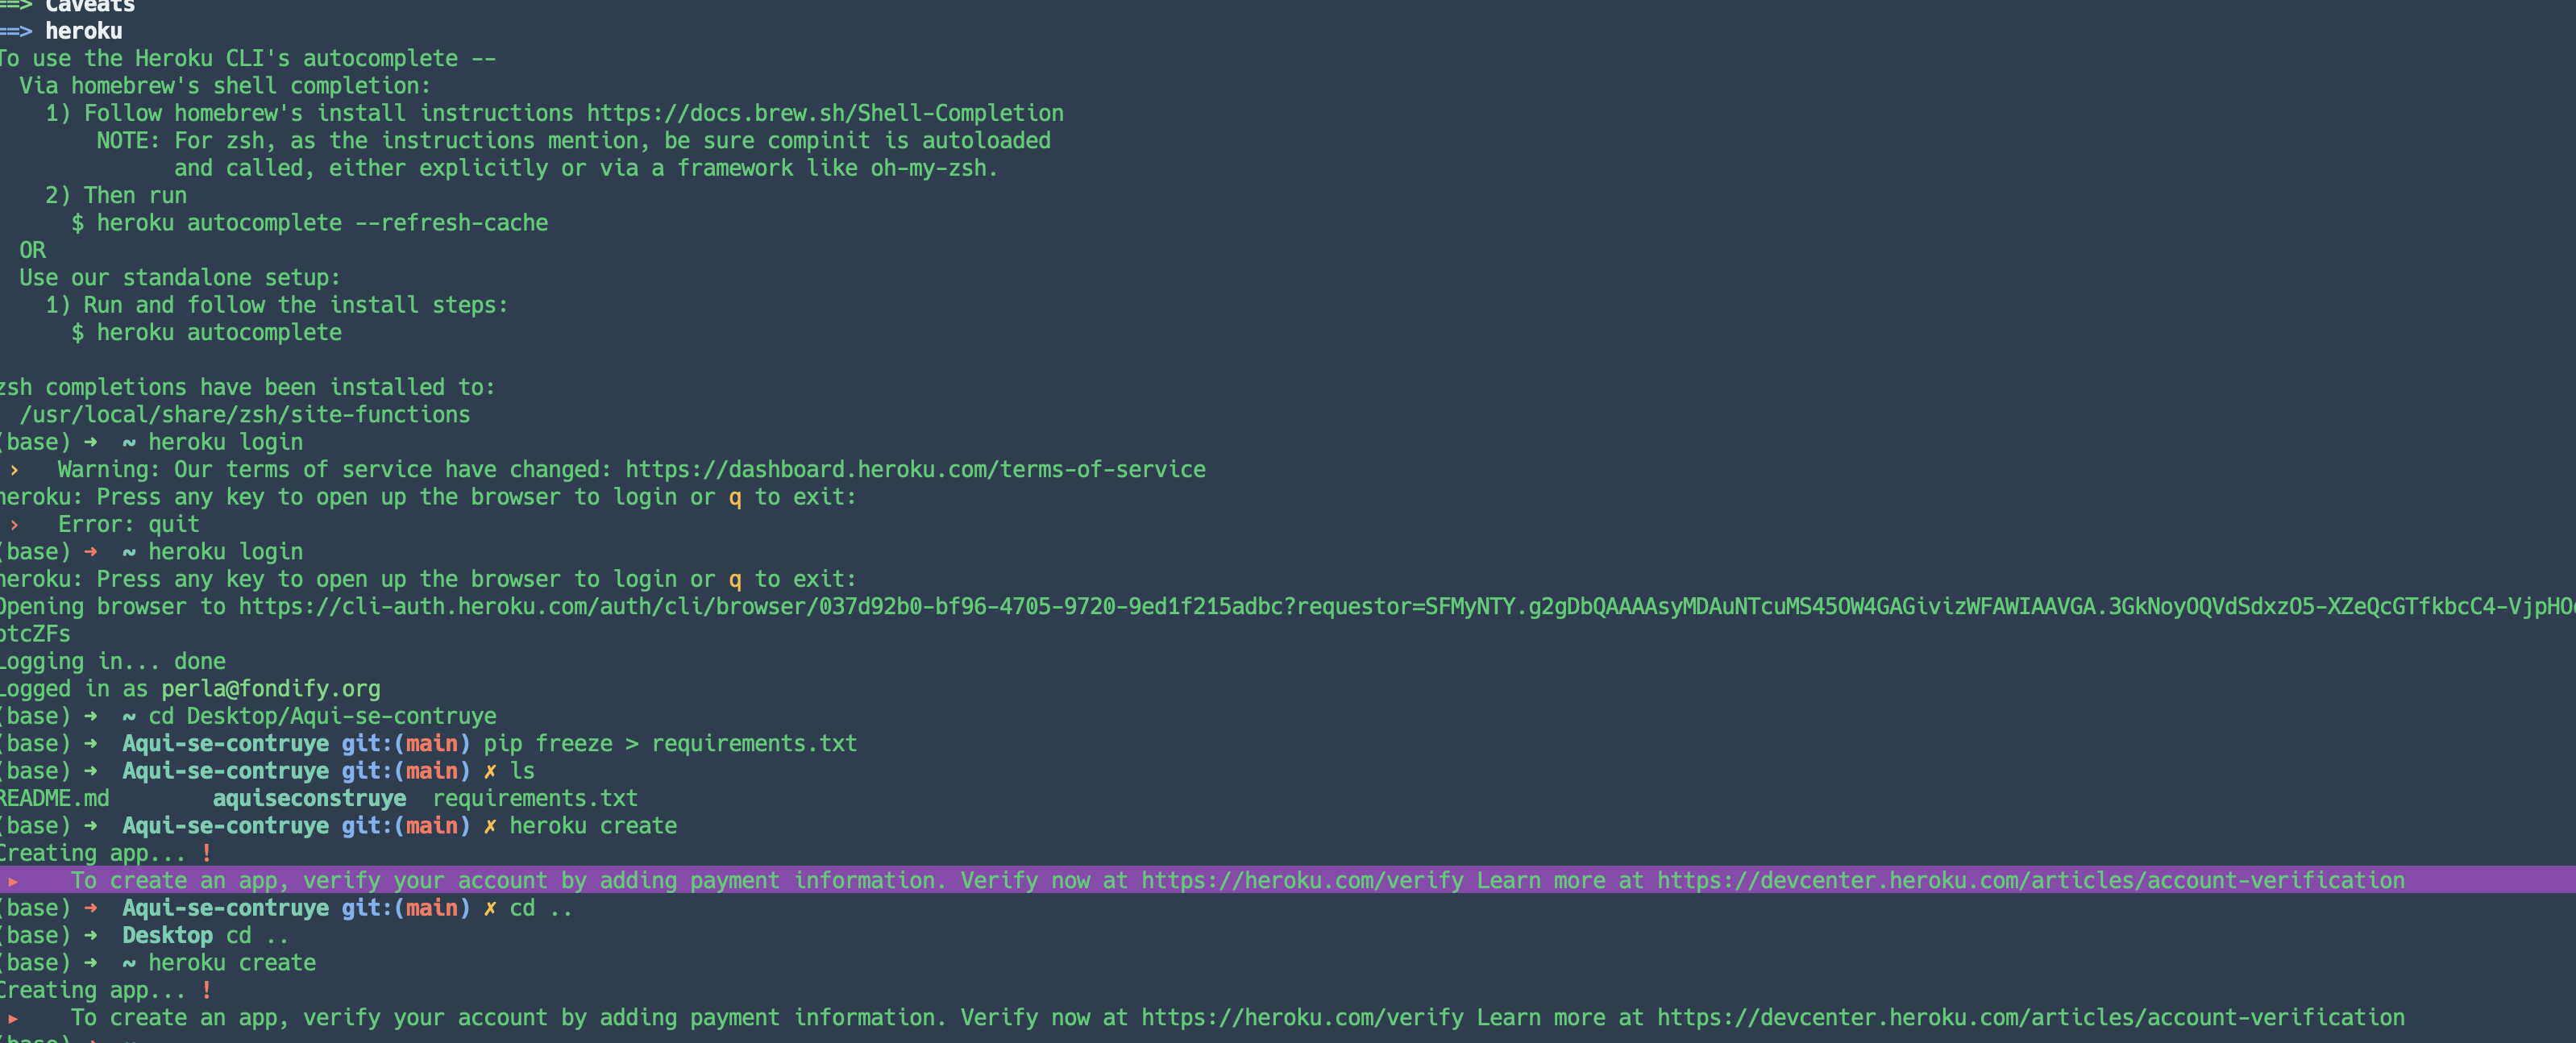 ==> Caveats
==> heroku
To use the Heroku CLI's autocomplete --
  Via homebrew's shell completion:
    1) Follow homebrew's install instructions https://docs.brew.sh/Shell-Completion
        NOTE: For zsh, as the instructions mention, be sure compinit is autoloaded
              and called, either explicitly or via a framework like oh-my-zsh.
    2) Then run
      $ heroku autocomplete --refresh-cache
  OR
  Use our standalone setup:
    1) Run and follow the install steps:
      $ heroku autocomplete
zsh completions have been installed to:
  /usr/local/share/zsh/site-functions
(base) ➜  ~ heroku login
 ›   Warning: Our terms of service have changed: https://dashboard.heroku.com/terms-of-service
heroku: Press any key to open up the browser to login or q to exit:
 ›   Error: quit
(base) ➜  ~ heroku login
heroku: Press any key to open up the browser to login or q to exit:
Opening browser to https://cli-auth.heroku.com/auth/cli/browser/037d92b0-bf96-4705-9720-9ed1f215adbc?requestor=SFMyNTY.g2gDbQAAAAsyMDAuNTcuMS45OW4GAGivizWFAWIAAVGA.3GkNoyOQVdSdxzO5-XZeQcGTfkbcC4-VjpHO
ptcZFs
Logging in... done
Logged in as perla@fondify.org
(base) ➜  ~ cd Desktop/Aqui-se-contruye
(base) ➜  Aqui-se-contruye git:(main) pip freeze > requirements.txt
(base) ➜  Aqui-se-contruye git:(main) ✗ ls
README.md        aquiseconstruye  requirements.txt
(base) ➜  Aqui-se-contruye git:(main) ✗ heroku create
Creating app... !
 ▸    To create an app, verify your account by adding payment information. Verify now at https://heroku.com/verify Learn more at https://devcenter.heroku.com/articles/account-verification
(base) ➜  Aqui-se-contruye git:(main) ✗ cd ..
(base) ➜  Desktop cd ..
(base) ➜  ~ heroku create
Creating app... !
 ▸    To create an app, verify your account by adding payment information. Verify now at https://heroku.com/verify Learn more at https://devcenter.heroku.com/articles/account-verification